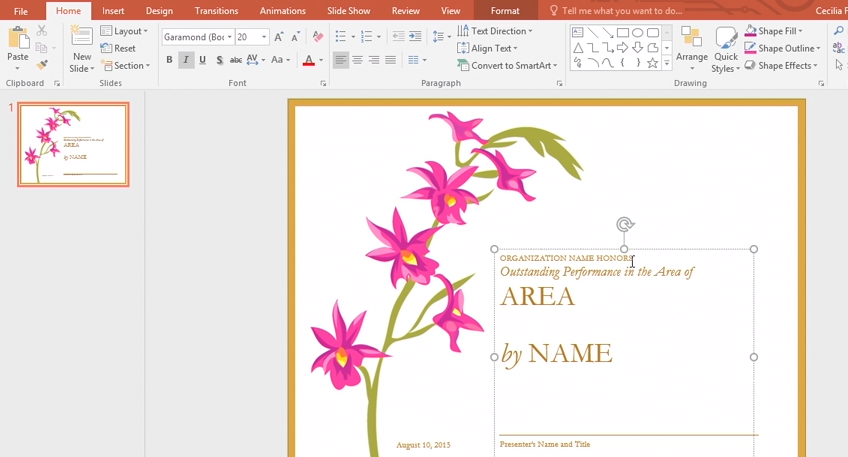 File Home Insert Design Transitions Animations Slide Show Review View Format Tell me what you want to do... Cecilia F
Paste
Clipboard
New Slide
Layout
Reset
Section
Slides
Garamond (Boc 20
B I U S abc AV Aa A
Font
Text Direction
Align Text
Convert to SmartArt
Paragraph
Arrange
Quick Styles
Shape Fill
Shape Outline
Shape Effects
Drawing
1
ORGANIZATION NAME HONORS
Outstanding Performance in the Area of
AREA
by NAME
August 10, 2015 Presenter's Name and Title